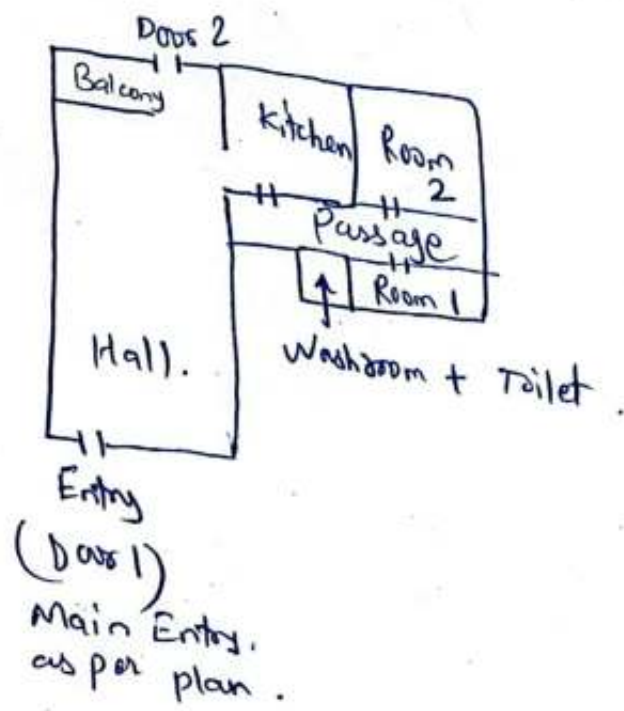 Door 2
Balcony
Kitchen
Room
2
Passage
Room 1
Hall.
Washroom + Toilet.
Entry
(Door 1)
Main Entry.
as per plan.